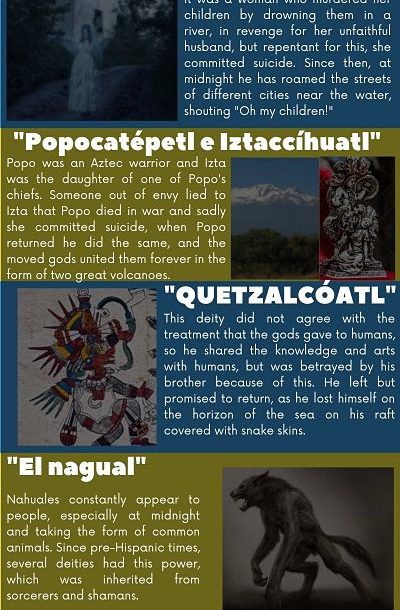 it was a woman who murdered her
children by drowning them in a
river, in revenge for her unfaithful
husband, but repentant for this, she
committed suicide. Since then, at
midnight he has roamed the streets
of different cities near the water,
shouting "Oh my children!"
"Popocatépetl e Iztaccíhuatl"
Popo was an Aztec warrior and Izta
was the daughter of one of Popo's
chiefs. Someone out of envy lied to
Izta that Popo died in war and sadly
she committed suicide, when Popo
returned he did the same, and the
moved gods united them forever in the
form of two great volcanoes.
"QUETZALCÓATL"
This deity did not agree with the
treatment that the gods gave to humans,
so he shared the knowledge and arts
with humans, but was betrayed by his
brother because of this. He left but
promised to return, as he lost himself on
the horizon of the sea on his raft
covered with snake skins.
"El nagual"
Nahuales constantly appear to
people, especially at midnight
and taking the form of common
animals. Since pre-Hispanic times,
several deities had this power,
which was inherited from
sorcerers and shamans.